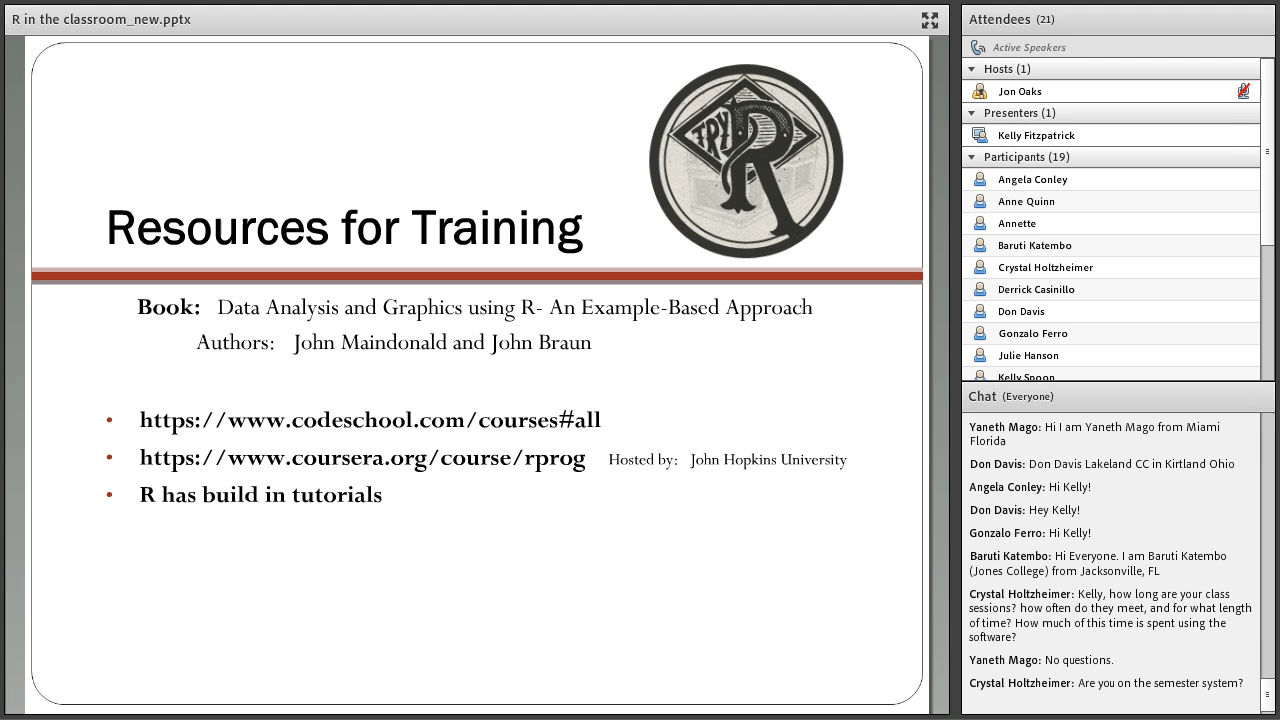 R in the classroom_new.pptx
TRY R
Resources for Training
Book: Data Analysis and Graphics using R- An Example-Based Approach
Authors: John Maindonald and John Braun
• https://www.codeschool.com/courses#all
• https://www.coursera.org/course/rprog Hosted by: John Hopkins University
• R has build in tutorials
Attendees (21)
Active Speakers
Hosts (1)
Jon Oaks
Presenters (1)
Kelly Fitzpatrick
Participants (19)
Angela Conley
Anne Quinn
Annette
Baruti Katembo
Crystal Holtzheimer
Derrick Casinillo
Don Davis
Gonzalo Ferro
Julie Hanson
Kelly Spoon
Chat (Everyone)
Yaneth Mago: Hi I am Yaneth Mago from Miami
Florida
Don Davis: Don Davis Lakeland CC in Kirtland Ohio
Angela Conley: Hi Kelly!
Don Davis: Hey Kelly!
Gonzalo Ferro: Hi Kelly!
Baruti Katembo: Hi Everyone. I am Baruti Katembo
(Jones College) from Jacksonville, FL
Crystal Holtzheimer: Kelly, how long are your class
sessions? how often do they meet, and for what length
of time? How much of this time is spent using the
software?
Yaneth Mago: No questions.
Crystal Holtzheimer: Are you on the semester system?